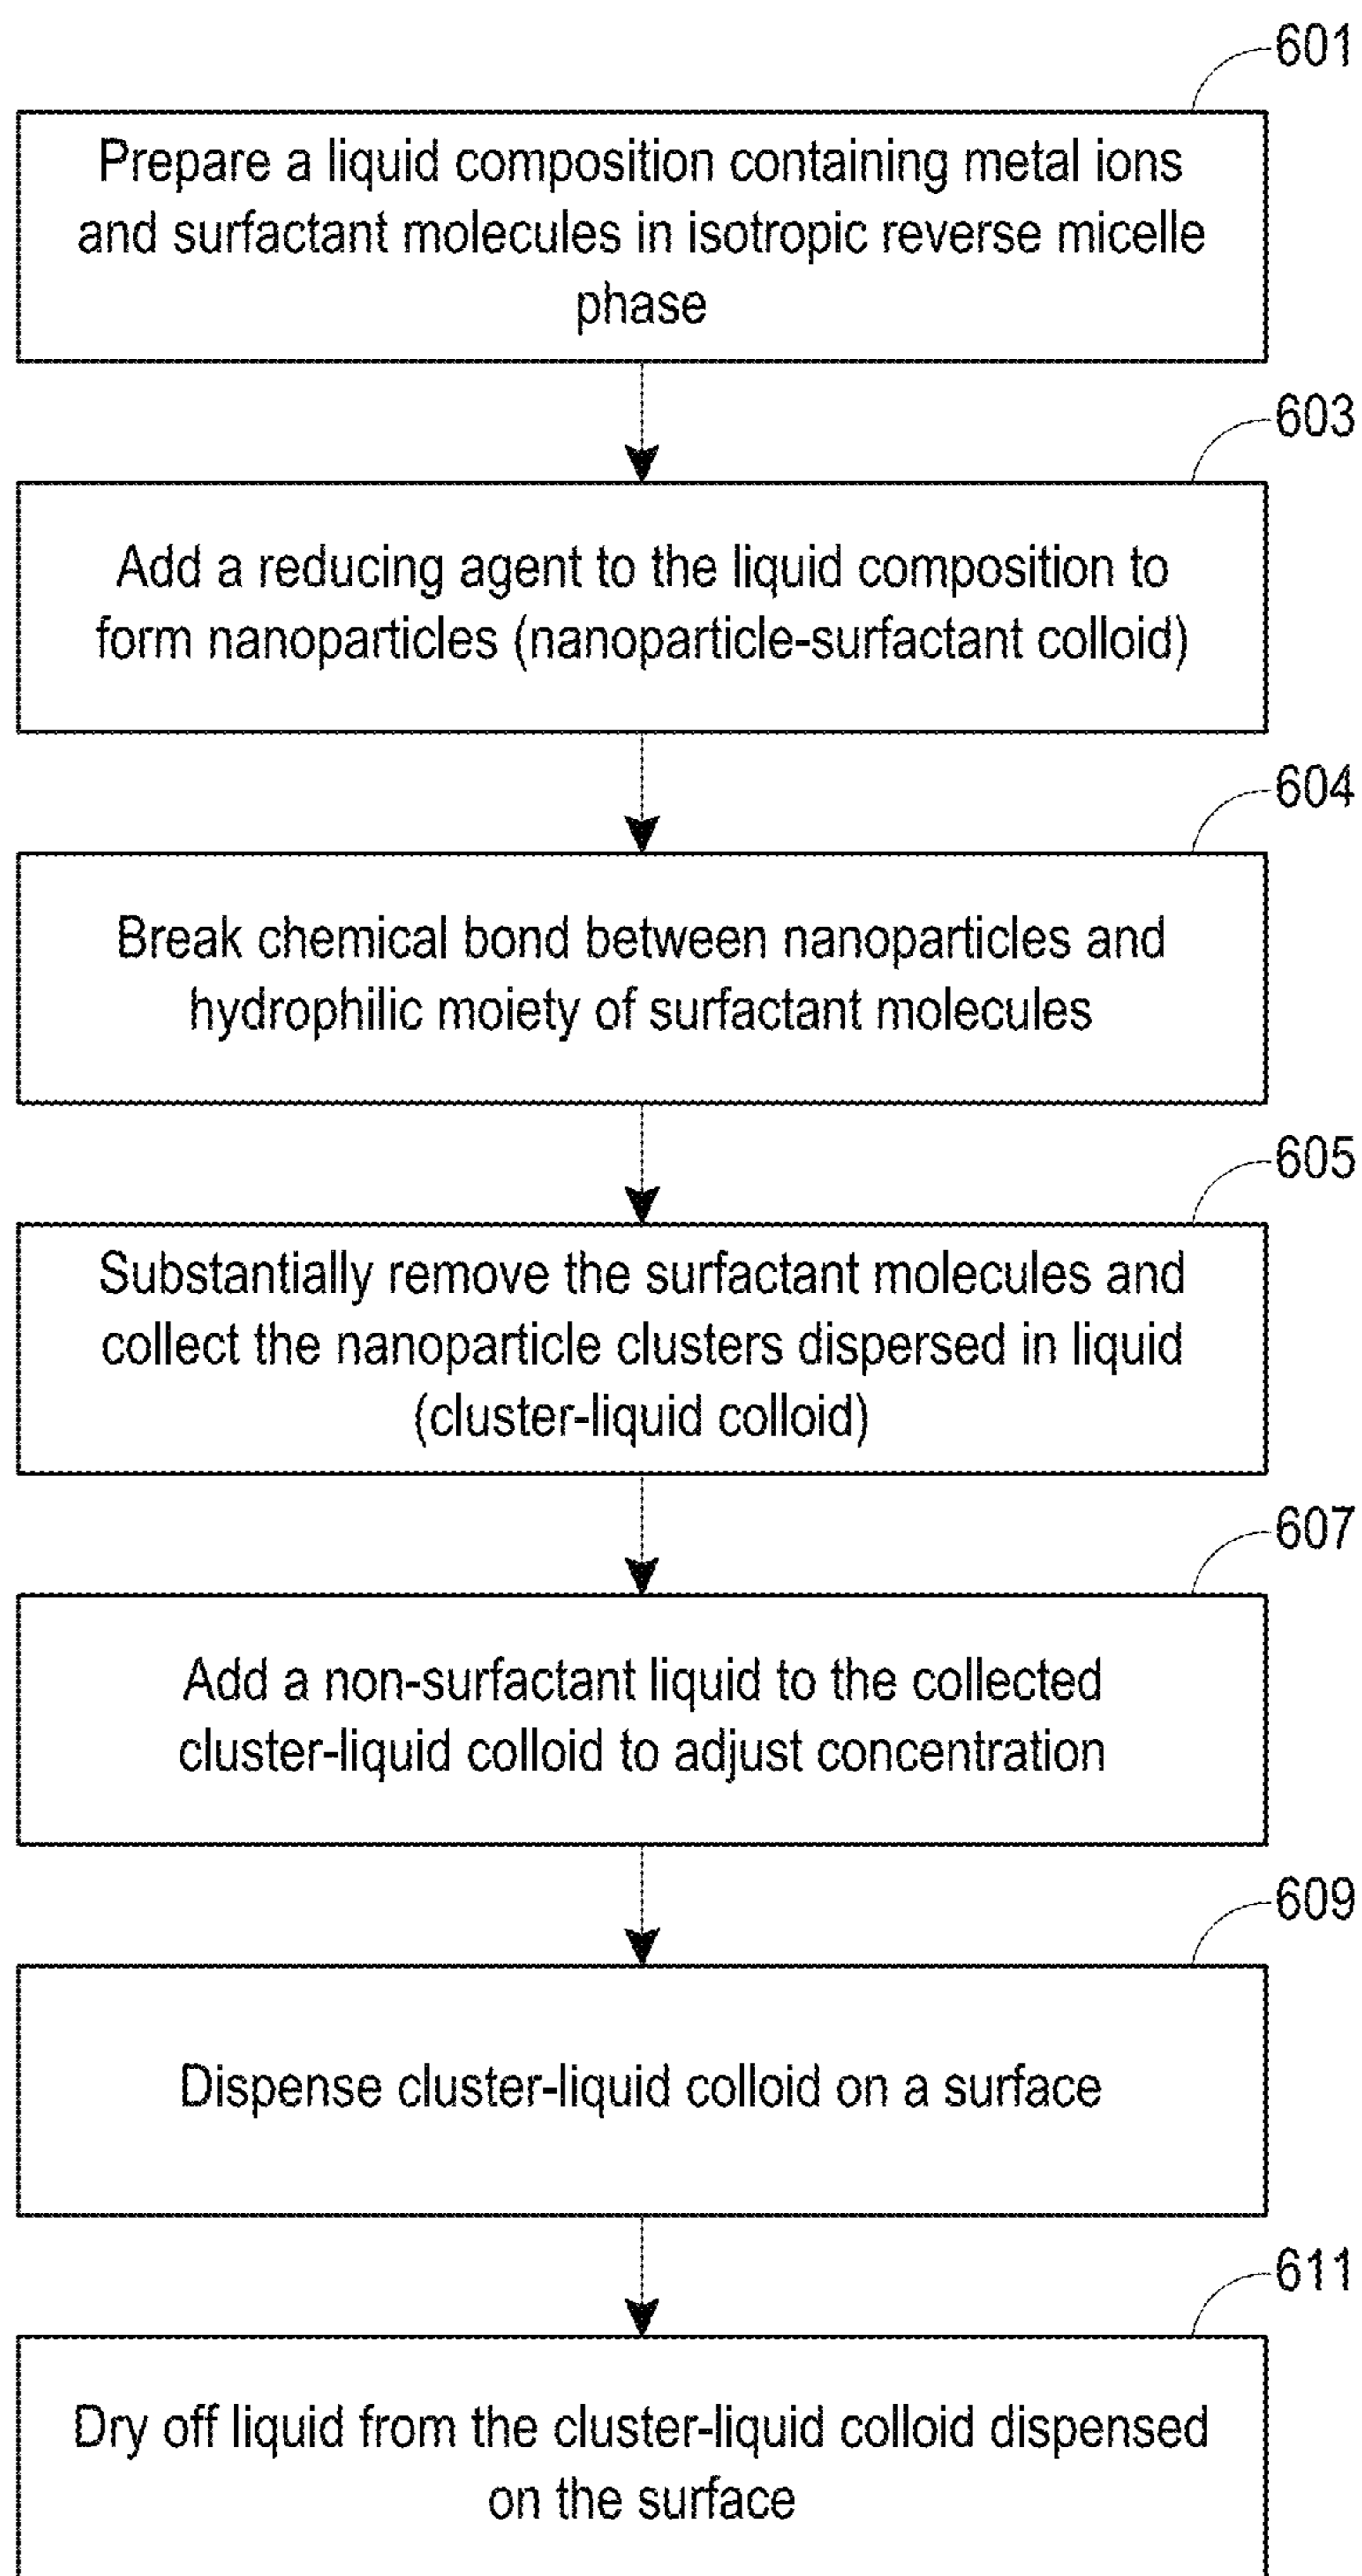 601
Prepare a liquid composition containing metal ions
and surfactant molecules in isotropic reverse micelle
phase
603
Add a reducing agent to the liquid composition to
form nanoparticles (nanoparticle-surfactant colloid)
604
Break chemical bond between nanoparticles and
hydrophilic moiety of surfactant molecules
605
Substantially remove the surfactant molecules and
collect the nanoparticle clusters dispersed in liquid
(cluster-liquid colloid)
607
Add a non-surfactant liquid to the collected
cluster-liquid colloid to adjust concentration
609
Dispense cluster-liquid colloid on a surface
611
Dry off liquid from the cluster-liquid colloid dispensed
on the surface